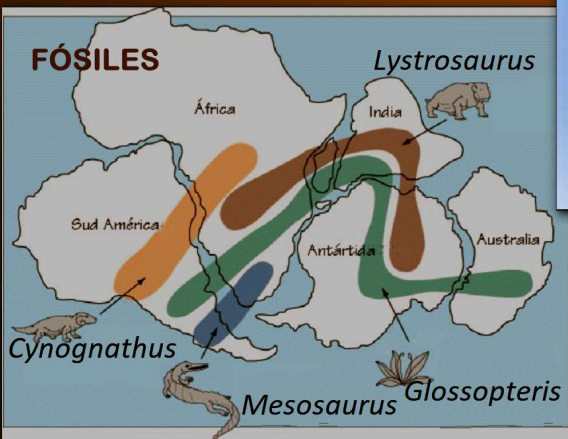 FÓSILES
Lystrosaurus
África
India
Sud América
Antártida
Australia
Cynognathus
Mesosaurus
Glossopteris